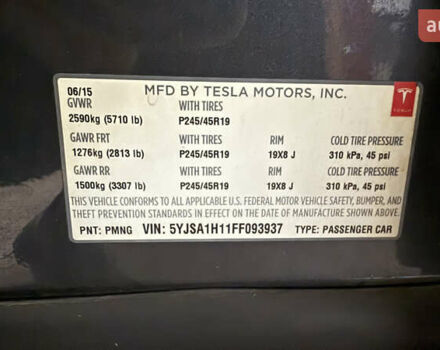 au
06/15 MFD BY TESLA MOTORS, INC.
GVWR WITH TIRES
2590kg (5710 lb) P245/45R19
TESLA
GAWR FRT WITH TIRES RIM COLD TIRE PRESSURE
1276kg (2813 lb) P245/45R19 19X8 J 310 kPa, 45 psi
GAWR RR WITH TIRES RIM COLD TIRE PRESSURE
1500kg (3307 lb) P245/45R19 19X8 J 310 kPa, 45 psi
THIS VEHICLE CONFORMS TO ALL APPLICABLE U.S. FEDERAL MOTOR VEHICLE SAFETY, BUMPER, AND
THEFT PREVENTION STANDARDS IN EFFECT ON THE DATE OF MANUFACTURE SHOWN ABOVE.
PNT: PMNG VIN: 5YJSA1H11FF093937 TYPE: PASSENGER CAR